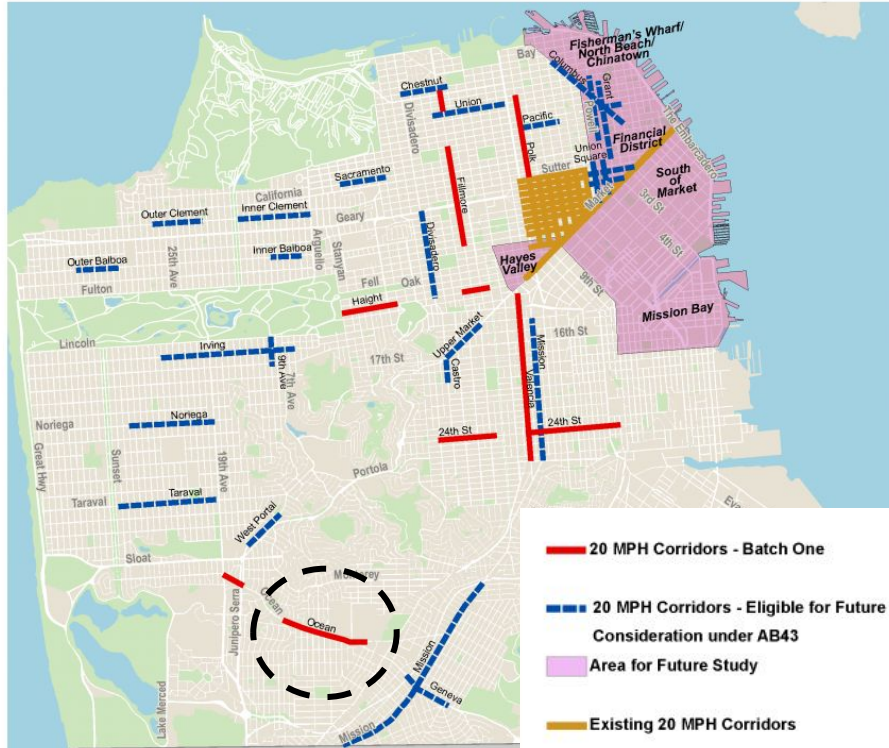 Fisherman's Wharf/
North Beach/
Chinatown
Bay
Columbus
Grant
Powell
Chestnut
Union
Divisadero
Pacific
Polk
Financial
District
The Embarcadero
Union
Square
Sutter
Sacramento
Fillmore
South
of
Market
Market
3rd St
California
Geary
Outer Clement
Inner Clement
4th St
25th Ave
Arguello
Stanyan
Divisadero
Inner Balboa
Outer Balboa
Hayes
Valley
9th St
Fulton
Fell
Oak
Haight
Mission Bay
Lincoln
Irving
9th Ave
7th Ave
17th St
Upper Market
Castro
Mission
Valencia
16th St
Noriega
Noriega
24th St
24th St
Great Hwy
Sunset
19th Ave
Portola
Taraval
Taraval
West Portal
Sloat
Monterey
Ocean
Ocean
Junipero Serra
Lake Merced
Mission
Geneva
Mission
20 MPH Corridors - Batch One
20 MPH Corridors - Eligible for Future
Consideration under AB43
Area for Future Study
Existing 20 MPH Corridors